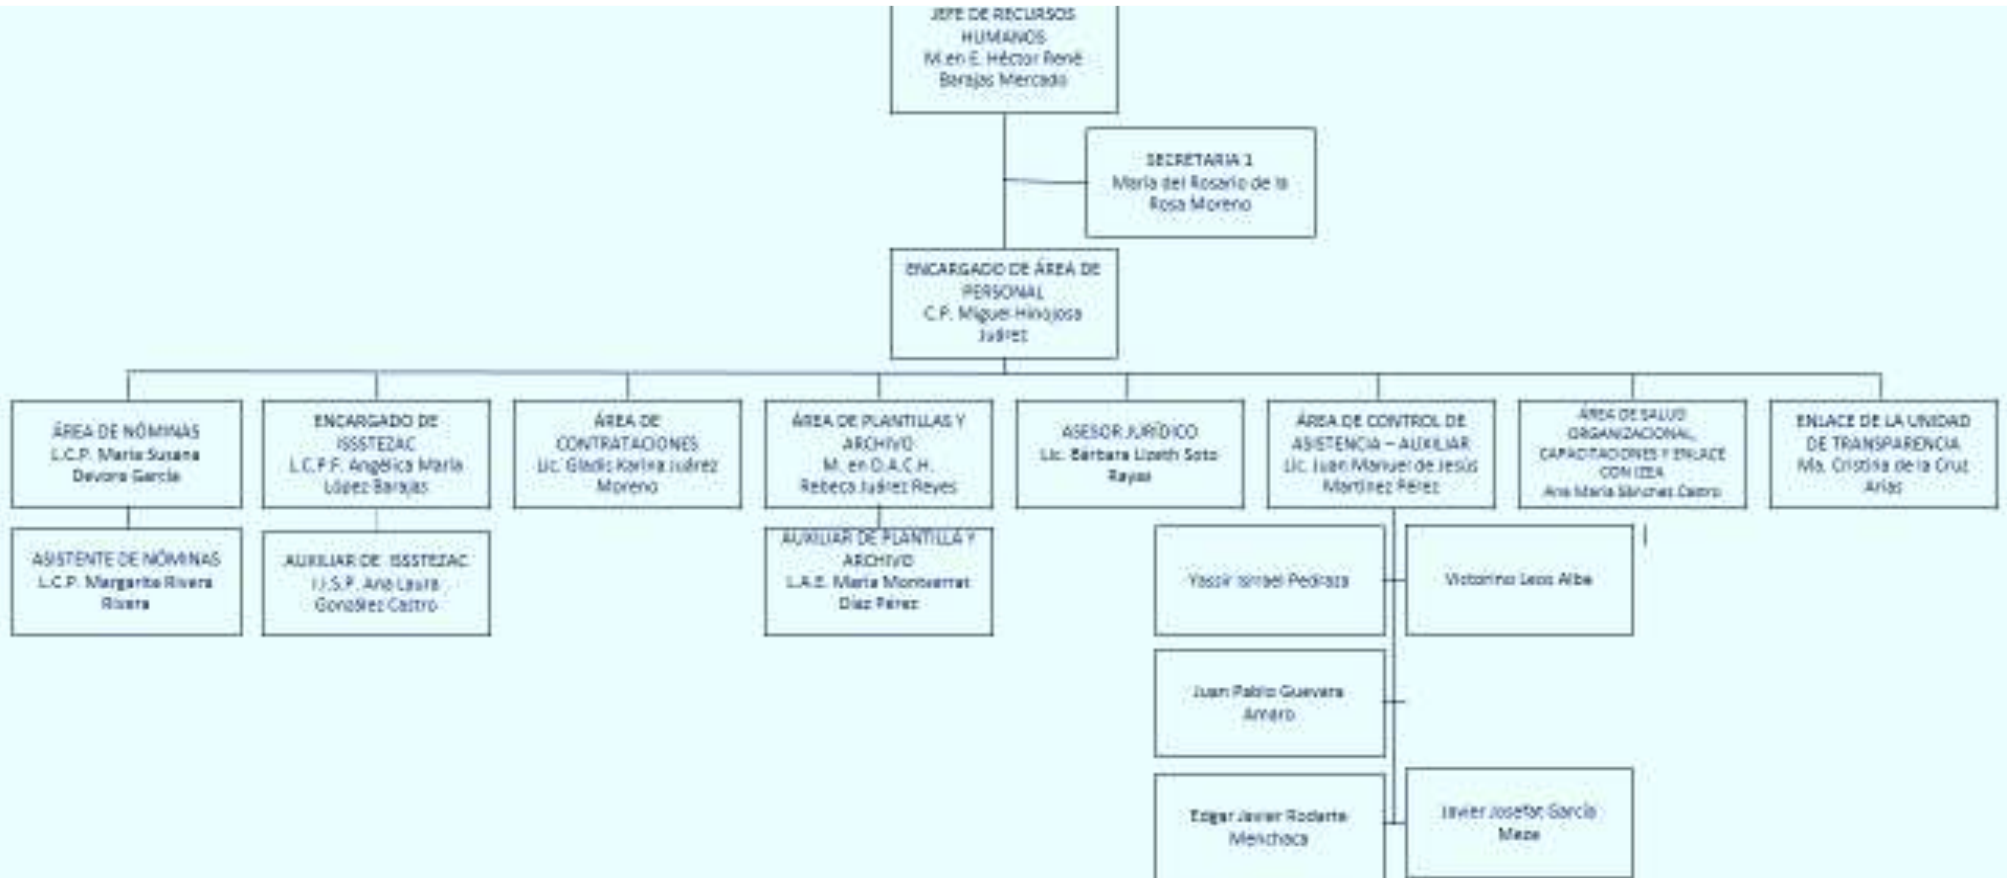 JEFE DE RECURSOS
HUMANOS
M.en E. Héctor René
Barajas Mercado
SECRETARIA 1
María del Rosario de la
Rosa Moreno
ENCARGADO DE ÁREA DE
PERSONAL
C.P. Miguel Hinojosa
Juárez
ÁREA DE NÓMINAS
L.C.P. María Susana
Devora García
ENCARGADO DE
ISSSTEZAC
L.C.P.F. Angélica María
López Barajas
ÁREA DE
CONTRATACIONES
Lic. Gladis Karina Juárez
Moreno
ÁREA DE PLANTILLAS Y
ARCHIVO
M. en D.A.C.H.
Rebeca Juárez Reyes
ASESOR JURÍDICO
Lic. Bárbara Lizeth Soto
Rayas
ÁREA DE CONTROL DE
ASISTENCIA – AUXILIAR
Lic. Juan Manuel de Jesús
Martínez Pérez
ÁREA DE SALUD
ORGANIZACIONAL,
CAPACITACIONES Y ENLACE
CON IZEA
Ana María Sánchez Castro
ENLACE DE LA UNIDAD
DE TRANSPARENCIA
Ma. Cristina de la Cruz
Arias
ASISTENTE DE NÓMINAS
L.C.P. Margarita Rivera
Rivera
AUXILIAR DE ISSSTEZAC
Ana Laura
González Castro
AUXILIAR DE PLANTILLA Y
ARCHIVO
L.A.E. María Montserrat
Díaz Pérez
Yassir Ismael Pedraza
Victorino Leos Alba
Juan Pablo Guevara
Amaro
Edgar Javier Rodarte
Menchaca
Javier Josefat García
Meza